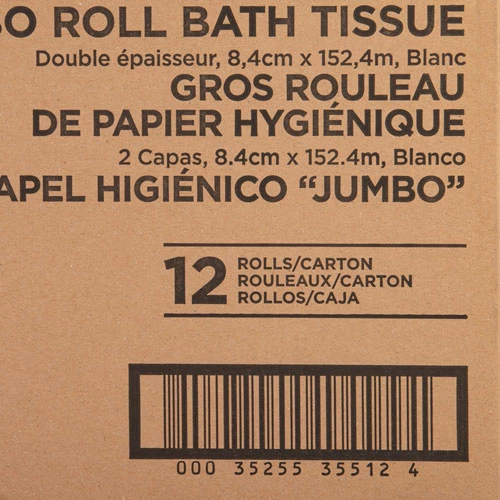 ROLL BATH TISSUE
Double épaisseur, 8,4cm x 152,4m, Blanc
GROS ROULEAU
DE PAPIER HYGIÉNIQUE
2 Capas, 8.4cm x 152.4m, Blanco
HIGIÉNICO “JUMBO”
12 ROLLS/CARTON
ROULEAUX/CARTON
ROLLOS/CAJA
000 35255 35512 4